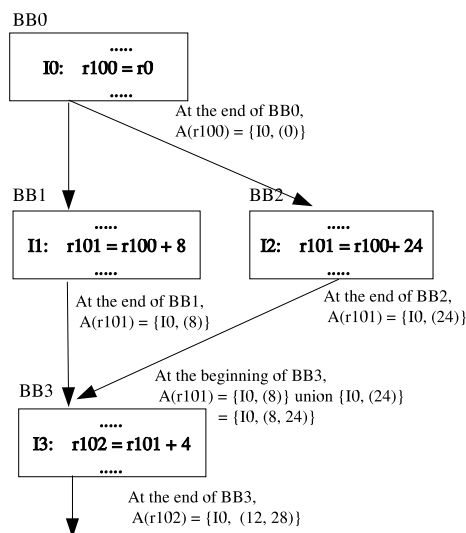 BB0
.....
I0: r100 = r0
.....
At the end of BB0,
A(r100) = {I0, (0)}
BB1
.....
I1: r101 = r100 + 8
.....
BB2
.....
I2: r101 = r100+ 24
.....
At the end of BB1,
A(r101) = {I0, (8)}
At the end of BB2,
A(r101) = {I0, (24)}
At the beginning of BB3,
A(r101) = {I0, (8)} union {I0, (24)}
= {I0, (8, 24)}
BB3
.....
I3: r102 = r101 + 4
.....
At the end of BB3,
A(r102) = {I0, (12, 28)}